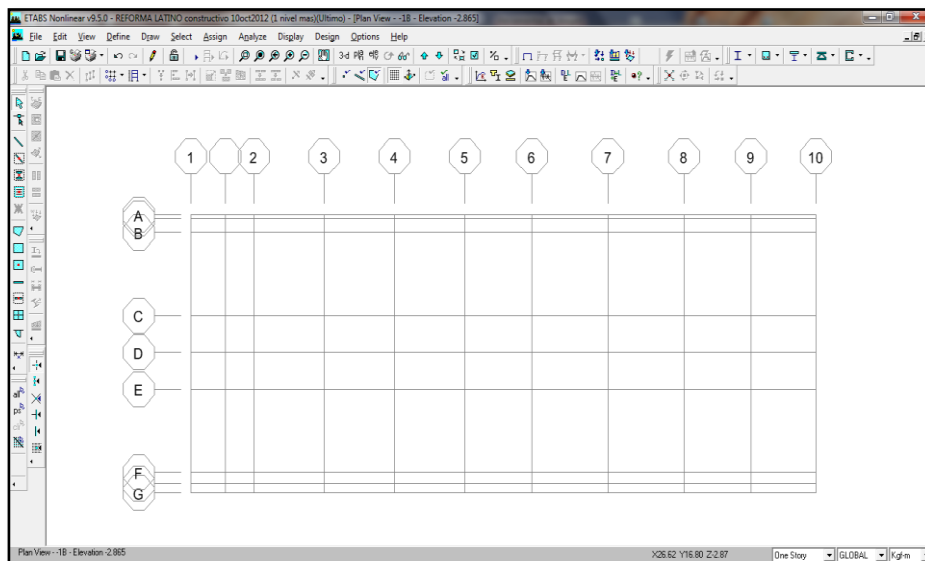 ETABS Nonlinear v9.5.0 - REFORMA LATINO constructivo 10oct2012 (1 nivel mas)(Ultimo) - [Plan View - -1B - Elevation -2.865]
File Edit View Define Draw Select Assign Analyze Display Design Options Help
3-d
1 2 3 4 5 6 7 8 9 10
A
B
C
D
E
F
G
Plan View - -1B - Elevation -2.865 X26.62 Y16.80 Z-2.87 One Story GLOBAL Kgf-m